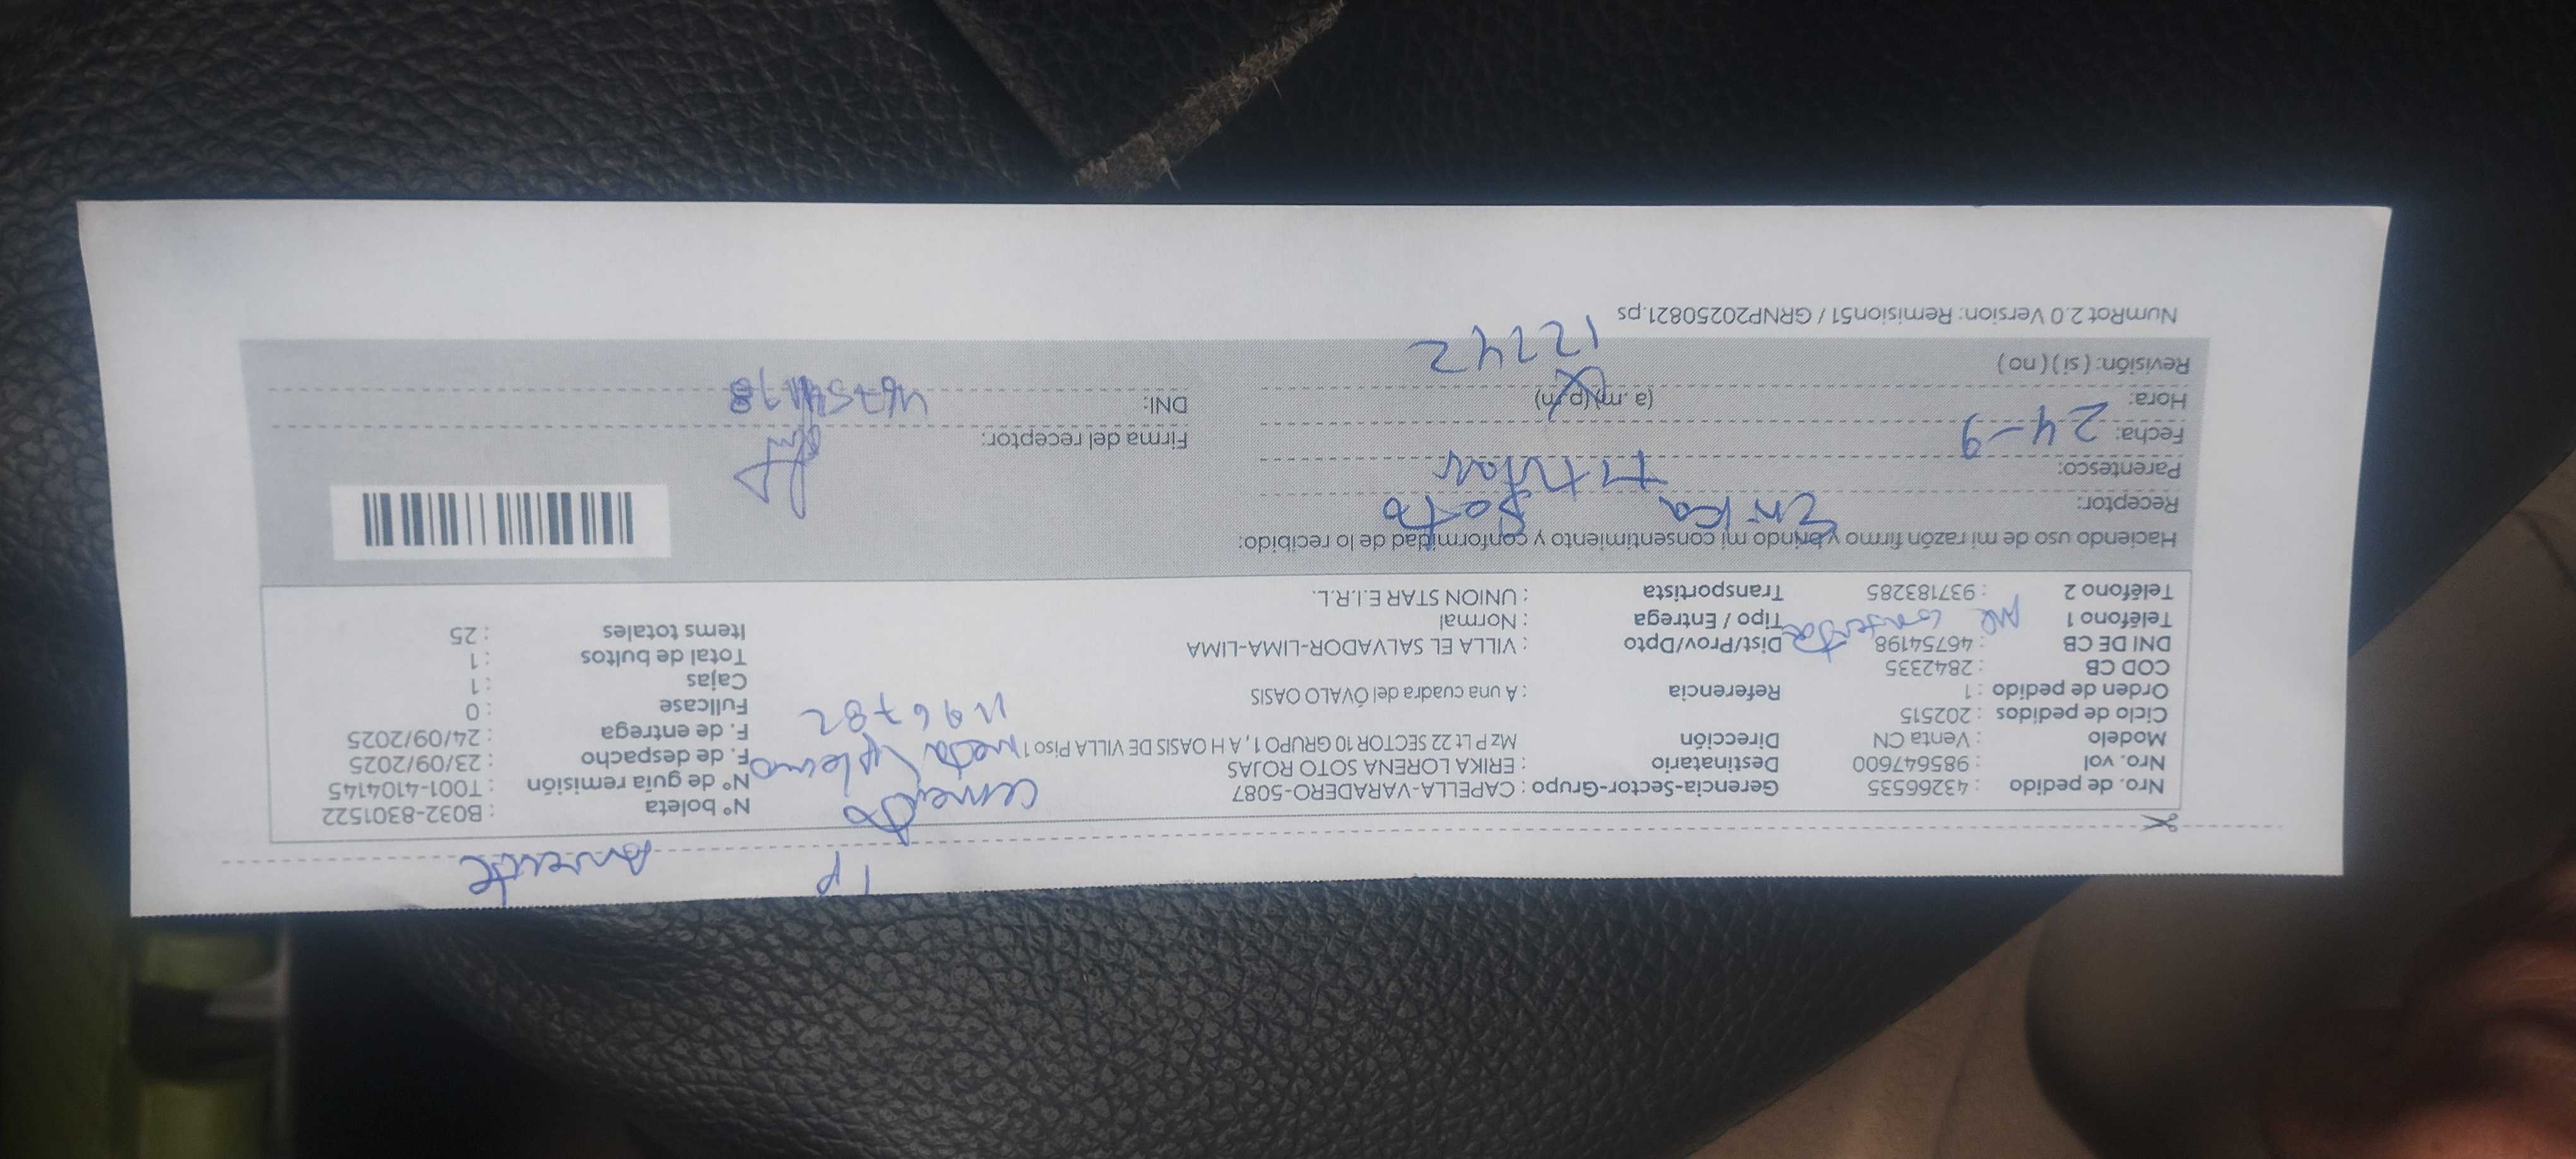 1P
Nro. de pedido : 43266535 Gerencia-Sector-Grupo : CAPELLA-VARADERO-5087 N° boleta : B032-8301522
Nro. vol : 985647600 Destinatario : ERIKA LORENA SOTO ROJAS N° de guía remisión : T001-4104145
Modelo : Venta CN Dirección Mz P Lt 22 SECTOR 10 GRUPO 1, A H OASIS DE VILLA Piso 1 F. de despacho : 23/09/2025
Ciclo de pedidos : 202515 F. de entrega : 24/09/2025
Orden de pedido : 1 Referencia : A una cuadra del ÓVALO OASIS Fullcase : 0
COD CB : 2842335 Cajas : 1
DNI DE CB : 46754198 Dist/Prov/Dpto : VILLA EL SALVADOR-LIMA-LIMA Total de bultos : 1
Teléfono 1 Tipo / Entrega : Normal Items totales : 25
Teléfono 2 : 937183285 Transportista : UNION STAR E.I.R.L.
1196782
Haciendo uso de mi razón firmo y brindo mi consentimiento y conformidad de lo recibido:
Receptor: Erika Soto
Parentesco: titular
Fecha: 24-9 Firma del receptor:
Hora: (a .m) (p.m) DNI: 46754198
12242
Revisión: ( si ) ( no )
NumRot 2.0 Version: Remision51 / GRNP20250821.ps